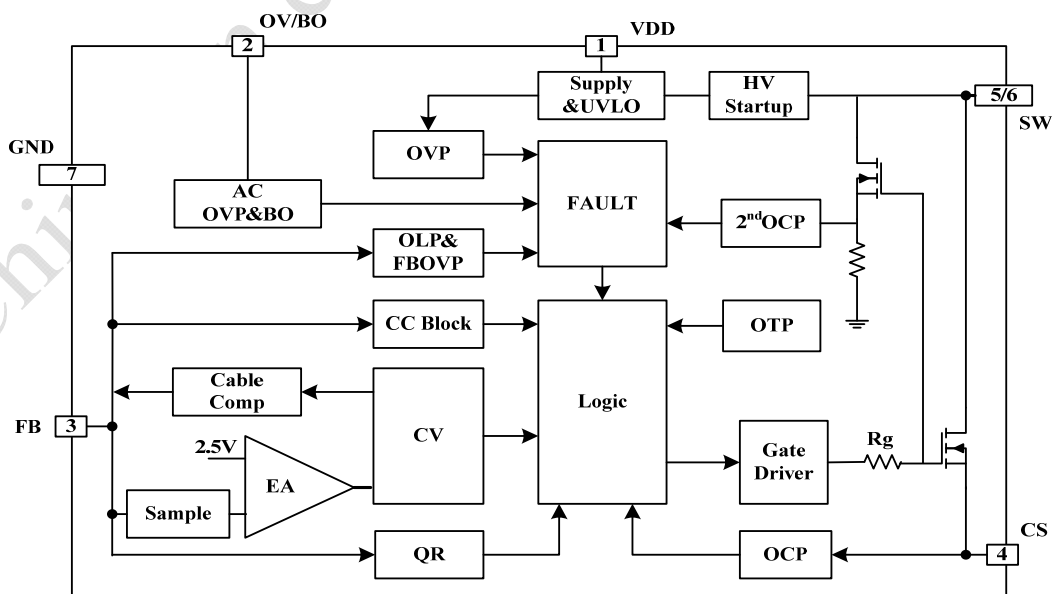 OV/BO
2
1
VDD
Supply
&UVLO
HV
Startup
5/6
SW
GND
7
OVP
AC
OVP&BO
FAULT
2ndOCP
OLP&
FBOVP
CC Block
OTP
Cable
Comp
Logic
FB
3
CV
2.5V
EA
Gate
Driver
Rg
Sample
QR
OCP
CS
4